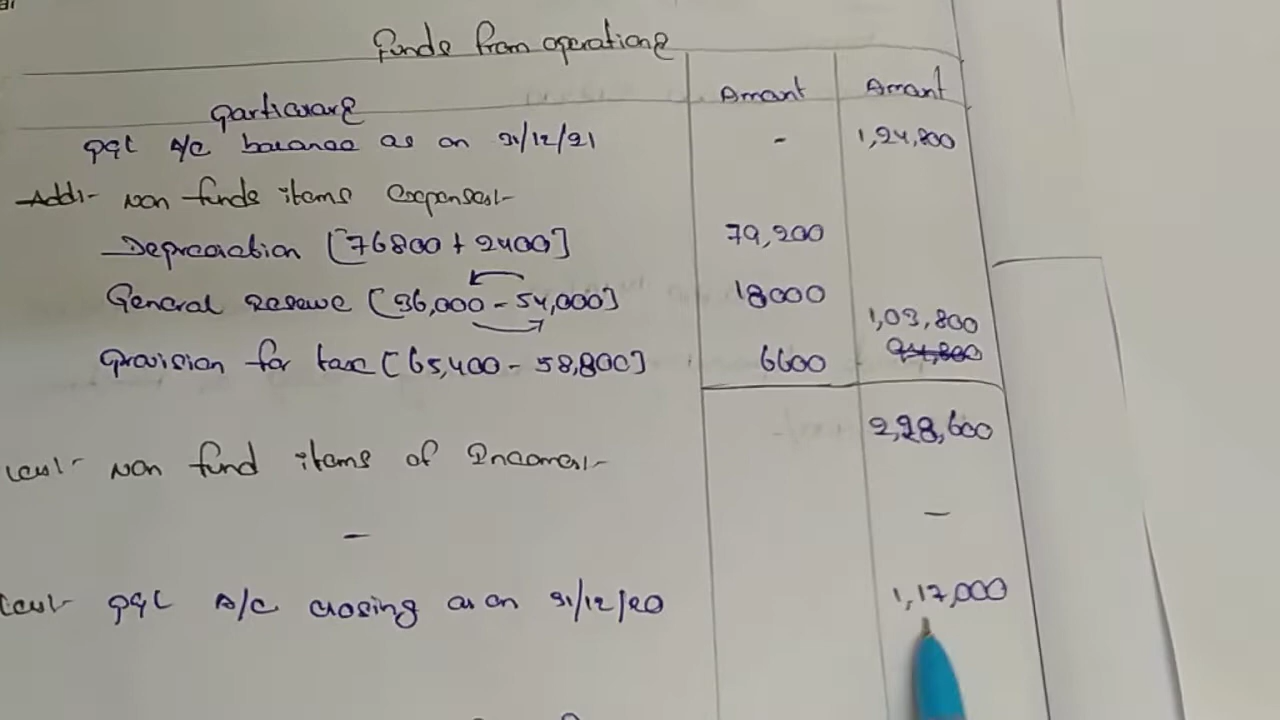 Funds from operations
Particulars Amount Amount
P&L A/c balance as on 31/12/21 - 1,24,800
Add:- Non funds items Expenses:-
Depreciation [76800 + 2400] 79,200
General Reserve [36,000 - 54,000] 18000
1,03,800
Provision for tax [65,400 - 58,800] 6600 94,800
2,28,600
Less:- Non fund items of Incomes:-
-
-
Less:- P&L A/c closing as on 31/12/20 1,17,000